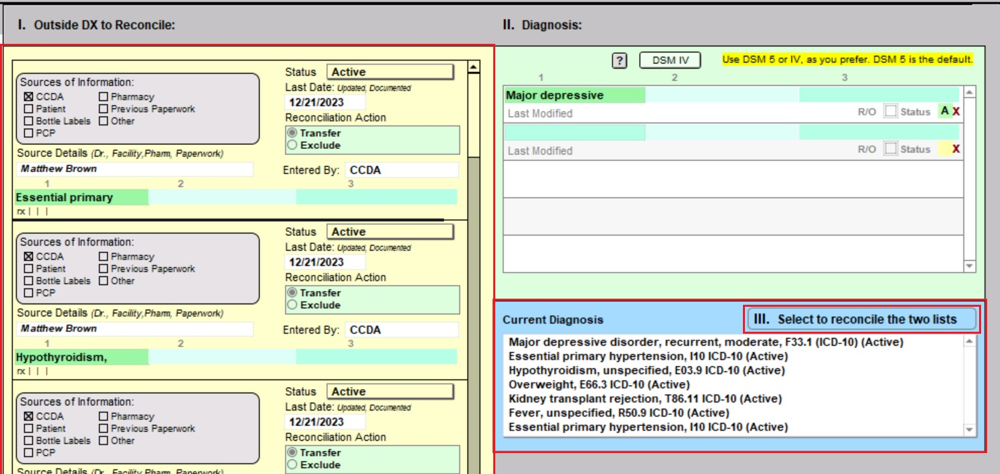 I. Outside DX to Reconcile:
Sources of Information:
CCDA Pharmacy
Patient Previous Paperwork
Bottle Labels Other
PCP
Status Active
Last Date: Updated, Documented
12/21/2023
Reconciliation Action
Transfer
Exclude
Source Details (Dr., Facility,Pharm, Paperwork)
Matthew Brown
Entered By: CCDA
1 2 3
Essential primary
rx | | |
Sources of Information:
CCDA Pharmacy
Patient Previous Paperwork
Bottle Labels Other
PCP
Status Active
Last Date: Updated, Documented
12/21/2023
Reconciliation Action
Transfer
Exclude
Source Details (Dr., Facility,Pharm, Paperwork)
Matthew Brown
Entered By: CCDA
1 2 3
Hypothyroidism,
rx | | |
Sources of Information:
CCDA Pharmacy
Patient Previous Paperwork
Bottle Labels Other
PCP
Status Active
Last Date: Updated, Documented
12/21/2023
Reconciliation Action
Transfer
Exclude
Source Details (Dr., Facility,Pharm, Paperwork)
II. Diagnosis:
? DSM IV Use DSM 5 or IV, as you prefer. DSM 5 is the default.
1 2 3
Major depressive
Last Modified R/O Status A X
Last Modified R/O Status X
Current Diagnosis
III. Select to reconcile the two lists
Major depressive disorder, recurrent, moderate, F33.1 (ICD-10) (Active)
Essential primary hypertension, I10 ICD-10 (Active)
Hypothyroidism, unspecified, E03.9 ICD-10 (Active)
Overweight, E66.3 ICD-10 (Active)
Kidney transplant rejection, T86.11 ICD-10 (Active)
Fever, unspecified, R50.9 ICD-10 (Active)
Essential primary hypertension, I10 ICD-10 (Active)